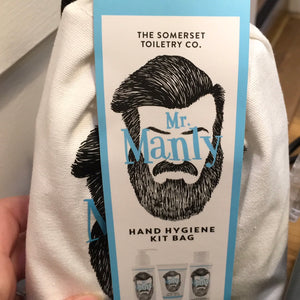 THE SOMERSET
TOILETRY CO.
Mr.
Manly
HAND HYGIENE
KIT BAG